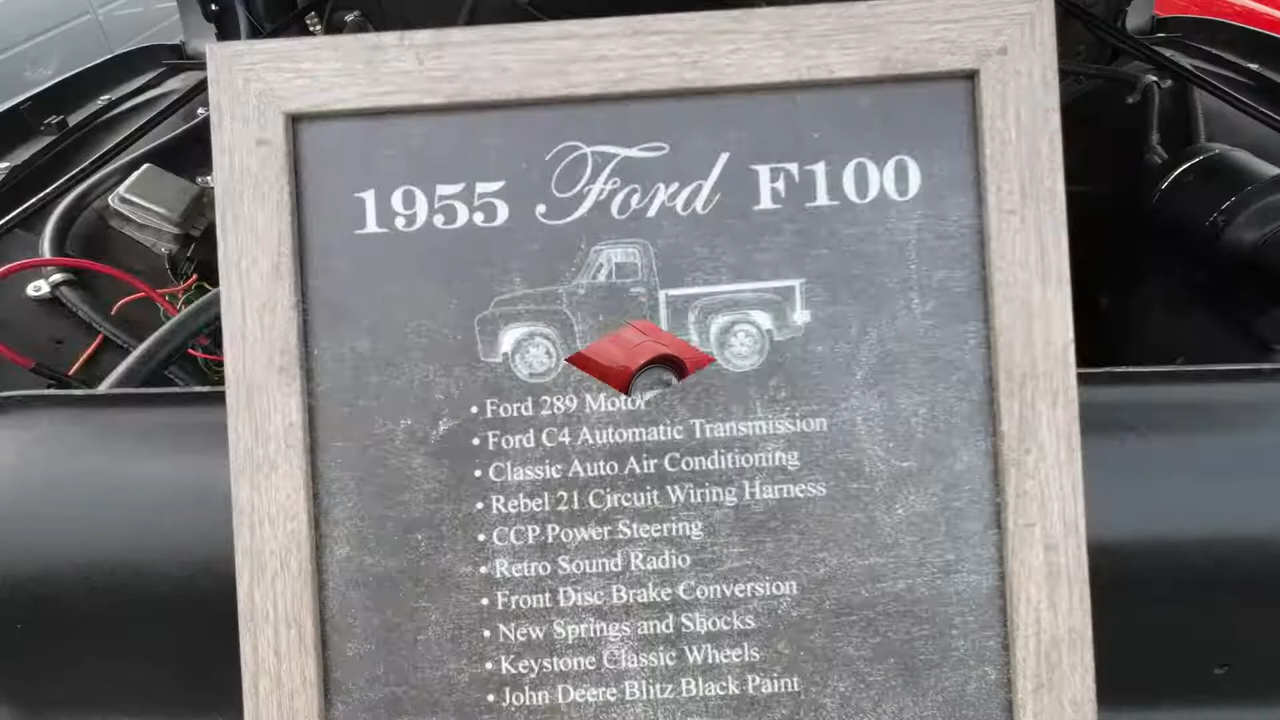 1955 Ford F100
• Ford 289 Motor
• Ford C4 Automatic Transmission
• Classic Auto Air Conditioning
• Rebel 21 Circuit Wiring Harness
• CCP Power Steering
• Retro Sound Radio
• Front Disc Brake Conversion
• New Springs and Shocks
• Keystone Classic Wheels
• John Deere Blitz Black Paint